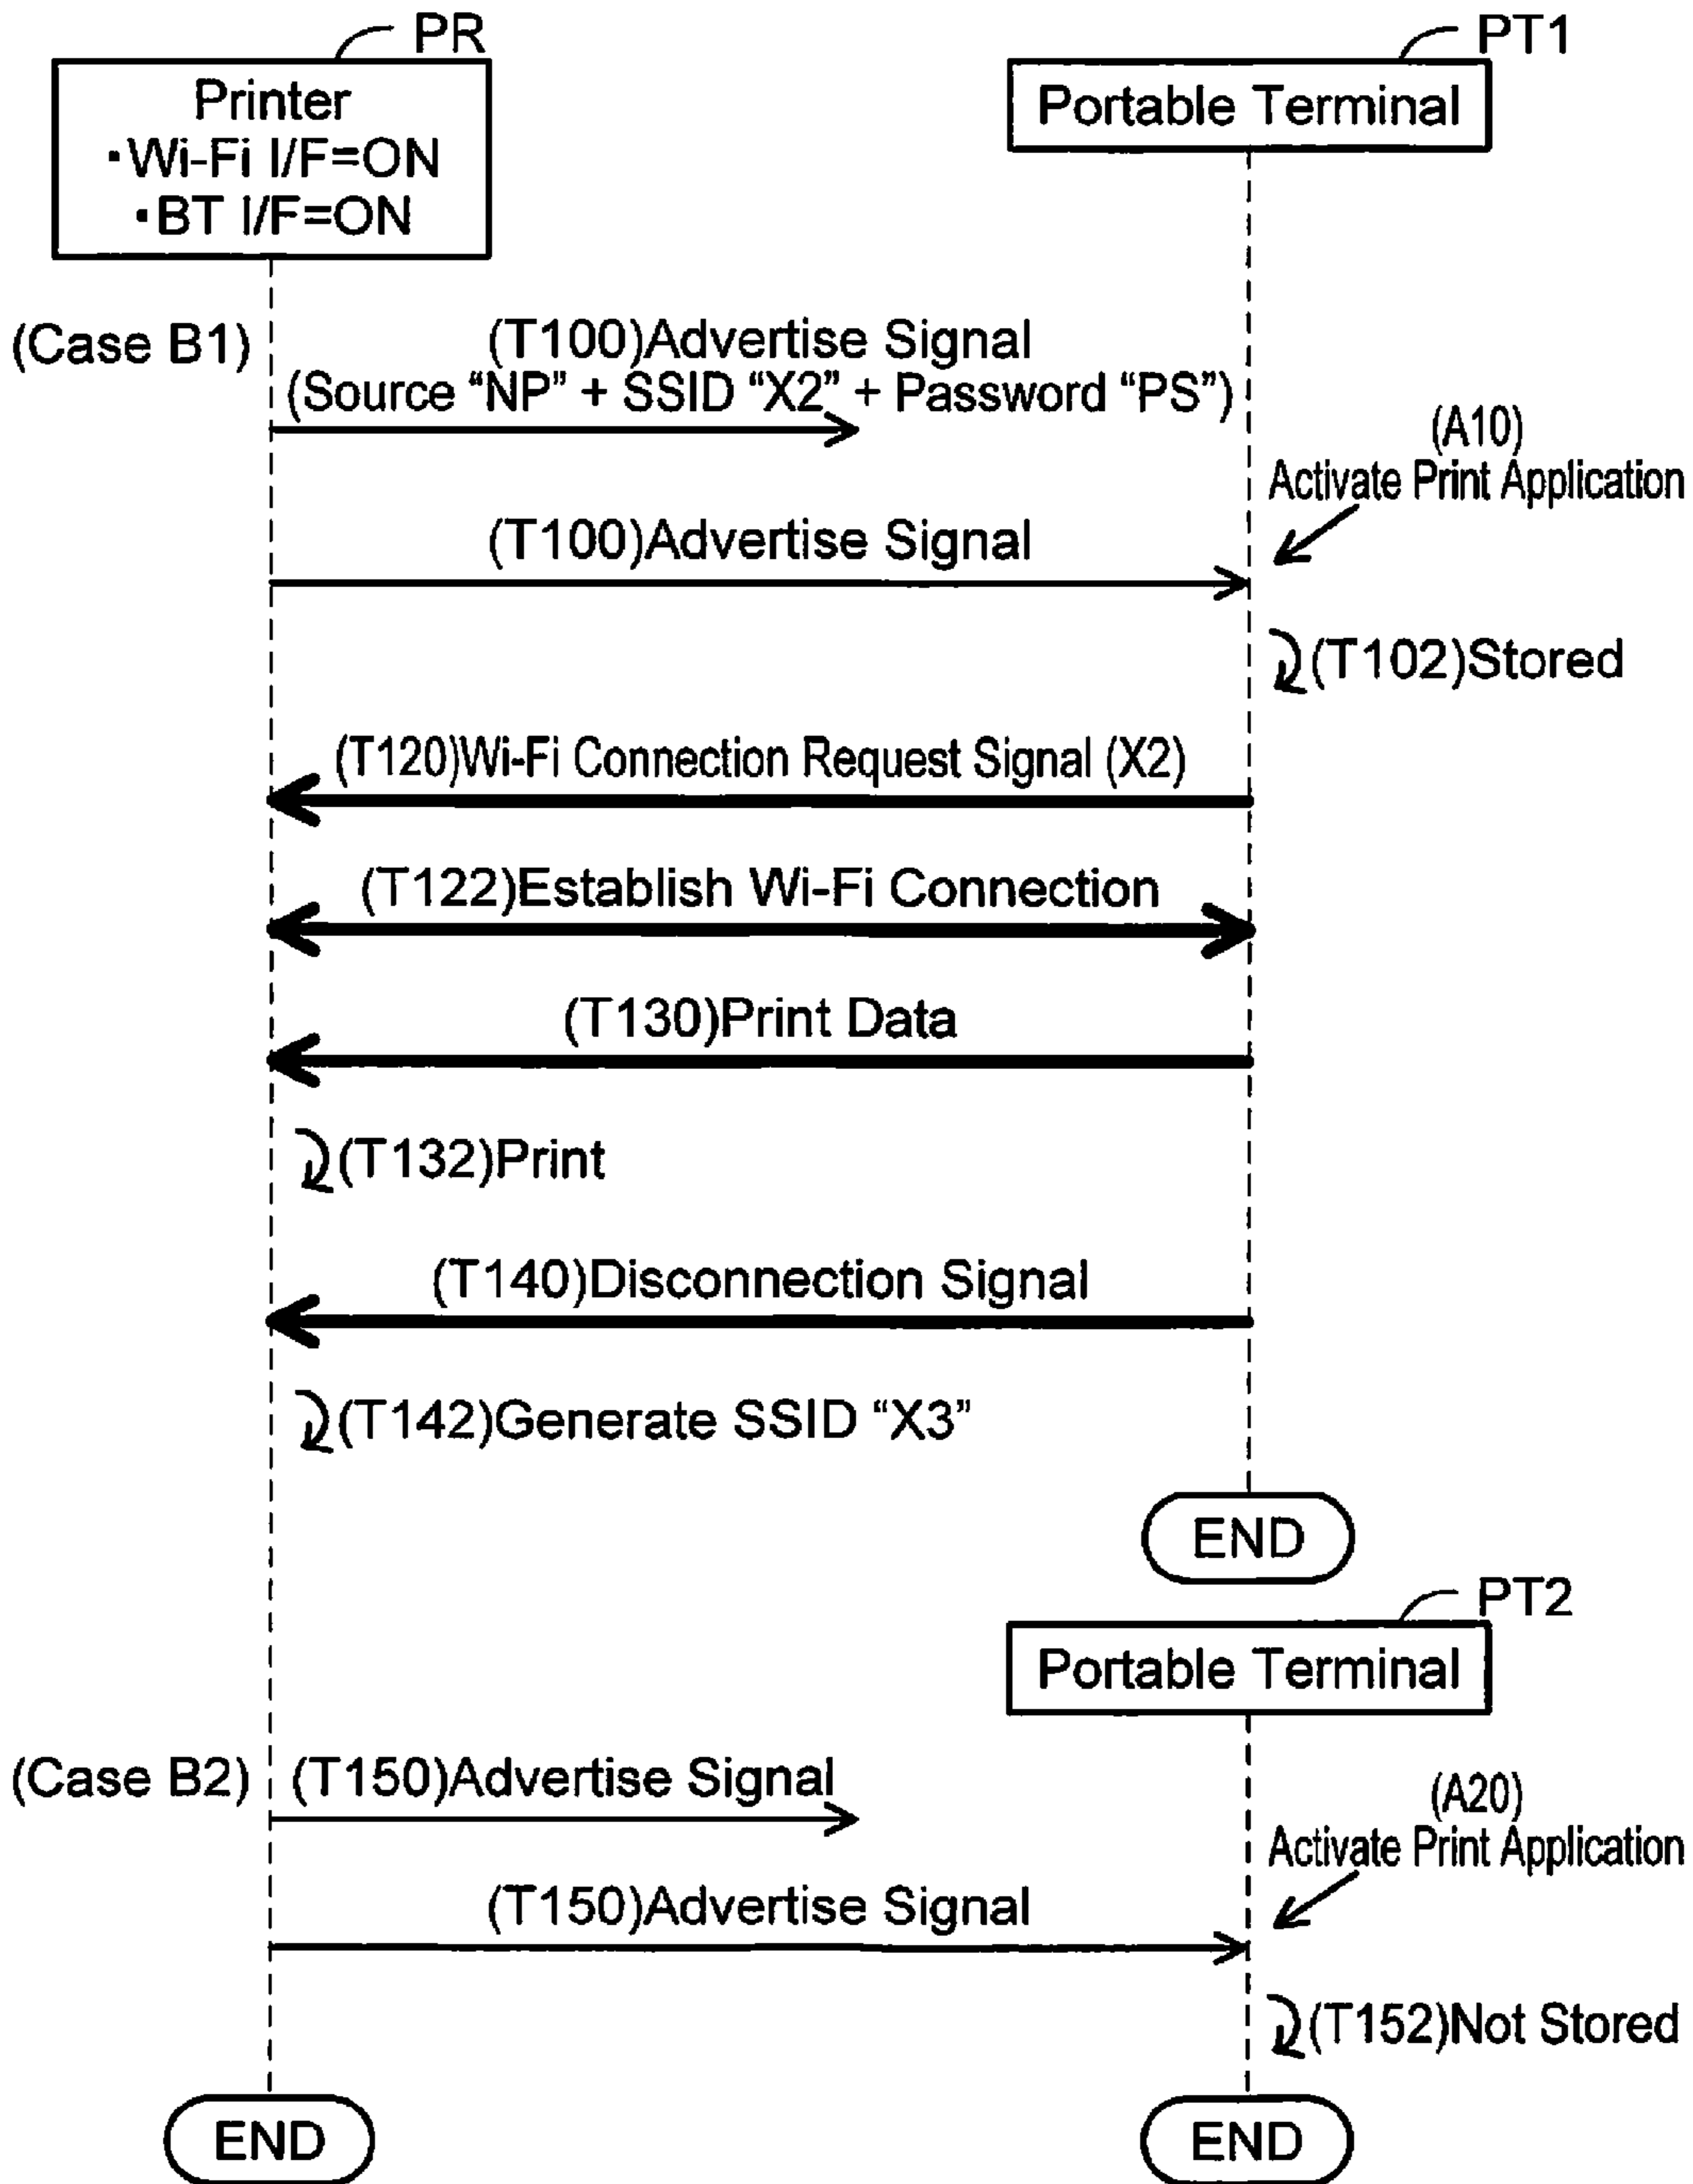 PR
Printer
·Wi-Fi I/F=ON
·BT I/F=ON
PT1
Portable Terminal
(Case B1)
(T100)Advertise Signal
(Source “NP” + SSID “X2” + Password “PS”)
(A10)
Activate Print Application
(T100)Advertise Signal
(T102)Stored
(T120)Wi-Fi Connection Request Signal (X2)
(T122)Establish Wi-Fi Connection
(T130)Print Data
(T132)Print
(T140)Disconnection Signal
(T142)Generate SSID “X3”
END
PT2
Portable Terminal
(Case B2)
(T150)Advertise Signal
(A20)
Activate Print Application
(T150)Advertise Signal
(T152)Not Stored
END
END